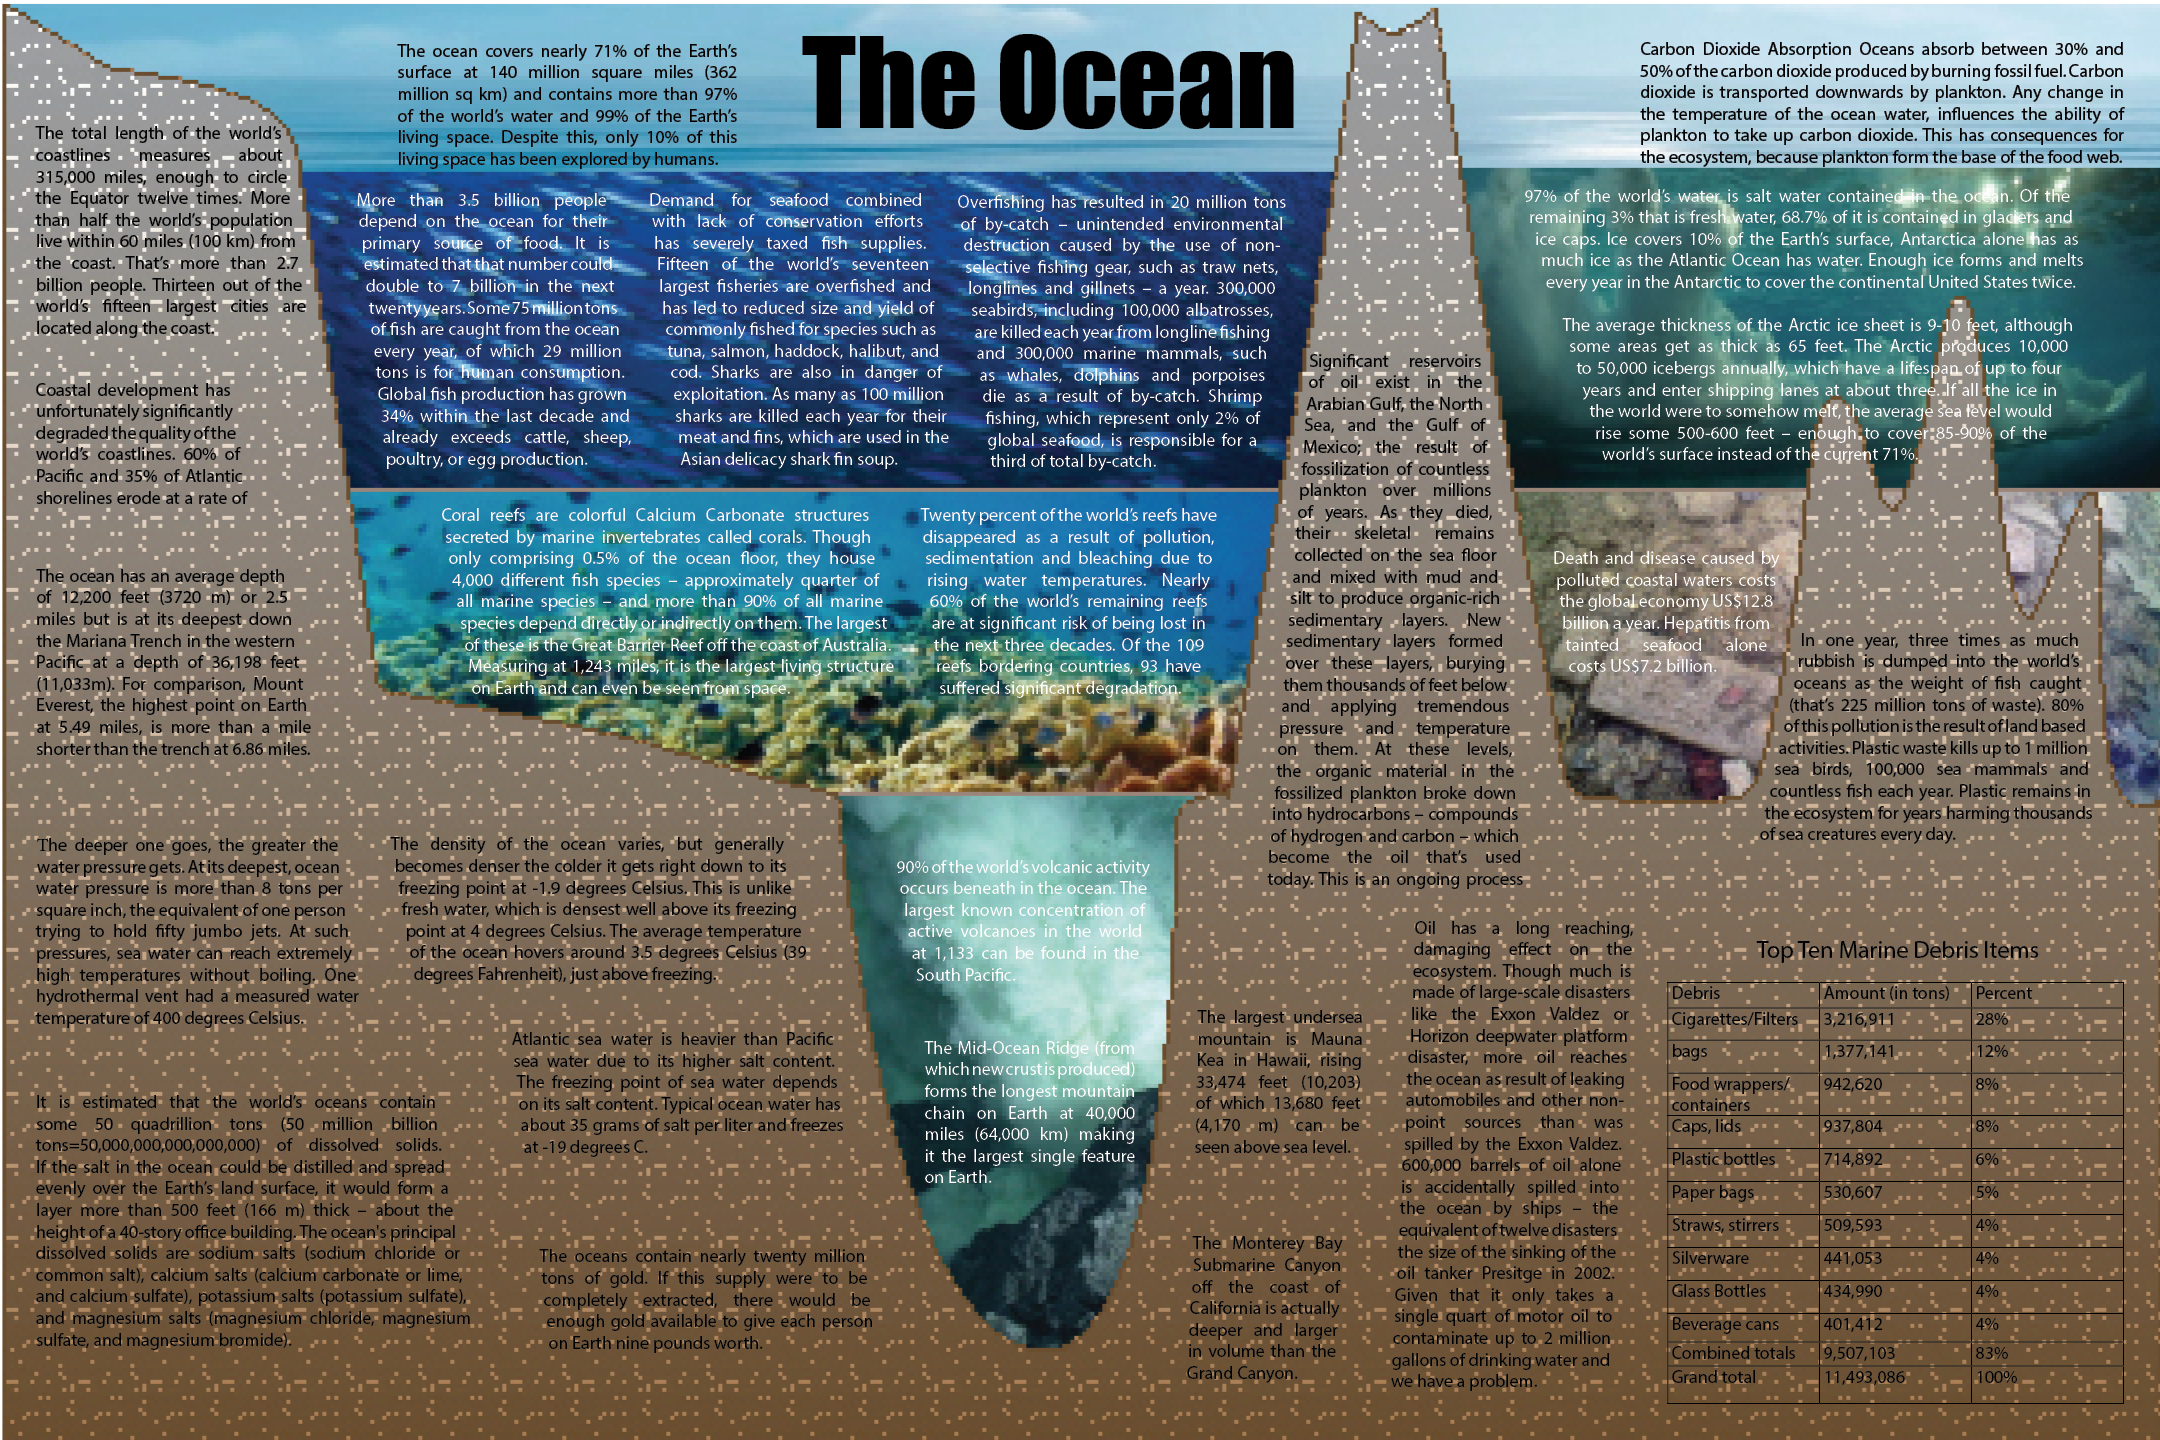 The Ocean
The ocean covers nearly 71% of the Earth's
surface at 140 million square miles (362
million sq km) and contains more than 97%
of the world's water and 99% of the Earth's
living space. Despite this, only 10% of this
living space has been explored by humans.
Carbon Dioxide Absorption Oceans absorb between 30% and
50% of the carbon dioxide produced by burning fossil fuel. Carbon
dioxide is transported downwards by plankton. Any change in
the temperature of the ocean water, influences the ability of
plankton to take up carbon dioxide. This has consequences for
the ecosystem, because plankton form the base of the food web.
The total length of the world's
coastlines measures about
315,000 miles, enough to circle
the Equator twelve times. More
than half the world's population
live within 60 miles (100 km) from
the coast. That's more than 2.7
billion people. Thirteen out of the
world's fifteen largest cities are
located along the coast.
Coastal development has
unfortunately significantly
degraded the quality of the
world's coastlines. 60% of
Pacific and 35% of Atlantic
shorelines erode at a rate of
The ocean has an average depth
of 12,200 feet (3720 m) or 2.5
miles but is at its deepest down
the Mariana Trench in the western
Pacific at a depth of 36,198 feet
(11,033m). For comparison, Mount
Everest, the highest point on Earth
at 5.49 miles, is more than a mile
shorter than the trench at 6.86 miles.
The deeper one goes, the greater the
water pressure gets. At its deepest, ocean
water pressure is more than 8 tons per
square inch, the equivalent of one person
trying to hold fifty jumbo jets. At such
pressures, sea water can reach extremely
high temperatures without boiling. One
hydrothermal vent had a measured water
temperature of 400 degrees Celsius.
It is estimated that the world's oceans contain
some 50 quadrillion tons (50 million billion
tons=50,000,000,000,000,000) of dissolved solids.
If the salt in the ocean could be distilled and spread
evenly over the Earth's land surface, it would form a
layer more than 500 feet (166 m) thick – about the
height of a 40-story office building. The ocean's principal
dissolved solids are sodium salts (sodium chloride or
common salt), calcium salts (calcium carbonate or lime,
and calcium sulfate), potassium salts (potassium sulfate),
and magnesium salts (magnesium chloride, magnesium
sulfate, and magnesium bromide).
More than 3.5 billion people
depend on the ocean for their
primary source of food. It is
estimated that that number could
double to 7 billion in the next
twenty years. Some 75 million tons
of fish are caught from the ocean
every year, of which 29 million
tons is for human consumption.
Global fish production has grown
34% within the last decade and
already exceeds cattle, sheep,
poultry, or egg production.
Demand for seafood combined
with lack of conservation efforts
has severely taxed fish supplies.
Fifteen of the world's seventeen
largest fisheries are overfished and
has led to reduced size and yield of
commonly fished for species such as
tuna, salmon, haddock, halibut, and
cod. Sharks are also in danger of
exploitation. As many as 100 million
sharks are killed each year for their
meat and fins, which are used in the
Asian delicacy shark fin soup.
Overfishing has resulted in 20 million tons
of by-catch – unintended environmental
destruction caused by the use of non-
selective fishing gear, such as traw nets,
longlines and gillnets – a year. 300,000
seabirds, including 100,000 albatrosses,
are killed each year from longline fishing
and 300,000 marine mammals, such
as whales, dolphins and porpoises
die as a result of by-catch. Shrimp
fishing, which represent only 2% of
global seafood, is responsible for a
third of total by-catch.
Coral reefs are colorful Calcium Carbonate structures
secreted by marine invertebrates called corals. Though
only comprising 0.5% of the ocean floor, they house
4,000 different fish species – approximately quarter of
all marine species – and more than 90% of all marine
species depend directly or indirectly on them. The largest
of these is the Great Barrier Reef off the coast of Australia.
Measuring at 1,243 miles, it is the largest living structure
on Earth and can even be seen from space.
Twenty percent of the world's reefs have
disappeared as a result of pollution,
sedimentation and bleaching due to
rising water temperatures. Nearly
60% of the world's remaining reefs
are at significant risk of being lost in
the next three decades. Of the 109
reefs bordering countries, 93 have
suffered significant degradation.
The density of the ocean varies, but generally
becomes denser the colder it gets right down to its
freezing point at -1.9 degrees Celsius. This is unlike
fresh water, which is densest well above its freezing
point at 4 degrees Celsius. The average temperature
of the ocean hovers around 3.5 degrees Celsius (39
degrees Fahrenheit), just above freezing.
Atlantic sea water is heavier than Pacific
sea water due to its higher salt content.
The freezing point of sea water depends
on its salt content. Typical ocean water has
about 35 grams of salt per liter and freezes
at -19 degrees C.
The oceans contain nearly twenty million
tons of gold. If this supply were to be
completely extracted, there would be
enough gold available to give each person
on Earth nine pounds worth.
90% of the world's volcanic activity
occurs beneath in the ocean. The
largest known concentration of
active volcanoes in the world
at 1,133 can be found in the
South Pacific.
The Mid-Ocean Ridge (from
which new crust is produced)
forms the longest mountain
chain on Earth at 40,000
miles (64,000 km) making
it the largest single feature
on Earth.
Significant reservoirs
of oil exist in the
Arabian Gulf, the North
Sea, and the Gulf of
Mexico; the result of
fossilization of countless
plankton over millions
of years. As they died,
their skeletal remains
collected on the sea floor
and mixed with mud and
silt to produce organic-rich
sedimentary layers. New
sedimentary layers formed
over these layers, burying
them thousands of feet below
and applying tremendous
pressure and temperature
on them. At these levels,
the organic material in the
fossilized plankton broke down
into hydrocarbons – compounds
of hydrogen and carbon – which
become the oil that's used
today. This is an ongoing process
The largest undersea
mountain is Mauna
Kea in Hawaii, rising
33,474 feet (10,203)
of which 13,680 feet
(4,170 m) can be
seen above sea level.
The Monterey Bay
Submarine Canyon
off the coast of
California is actually
deeper and larger
in volume than the
Grand Canyon.
Oil has a long reaching,
damaging effect on the
ecosystem. Though much is
made of large-scale disasters
like the Exxon Valdez or
Horizon deepwater platform
disaster, more oil reaches
the ocean as result of leaking
automobiles and other non-
point sources than was
spilled by the Exxon Valdez.
600,000 barrels of oil alone
is accidentally spilled into
the ocean by ships – the
equivalent of twelve disasters
the size of the sinking of the
oil tanker Presitge in 2002.
Given that it only takes a
single quart of motor oil to
contaminate up to 2 million
gallons of drinking water and
we have a problem.
97% of the world's water is salt water contained in the ocean. Of the
remaining 3% that is fresh water, 68.7% of it is contained in glaciers and
ice caps. Ice covers 10% of the Earth's surface, Antarctica alone has as
much ice as the Atlantic Ocean has water. Enough ice forms and melts
every year in the Antarctic to cover the continental United States twice.
The average thickness of the Arctic ice sheet is 9-10 feet, although
some areas get as thick as 65 feet. The Arctic produces 10,000
to 50,000 icebergs annually, which have a lifespan of up to four
years and enter shipping lanes at about three. If all the ice in
the world were to somehow melt, the average sea level would
rise some 500-600 feet – enough to cover 85-90% of the
world's surface instead of the current 71%.
Death and disease caused by
polluted coastal waters costs
the global economy US$12.8
billion a year. Hepatitis from
tainted seafood alone
costs US$7.2 billion.
In one year, three times as much
rubbish is dumped into the world's
oceans as the weight of fish caught
(that's 225 million tons of waste). 80%
of this pollution is the result of land based
activities. Plastic waste kills up to 1 million
sea birds, 100,000 sea mammals and
countless fish each year. Plastic remains in
the ecosystem for years harming thousands
of sea creatures every day.
Top Ten Marine Debris Items
Debris Amount (in tons) Percent
Cigarettes/Filters 3,216,911 28%
bags 1,377,141 12%
Food wrappers/ 942,620 8%
containers
Caps, lids 937,804 8%
Plastic bottles 714,892 6%
Paper bags 530,607 5%
Straws, stirrers 509,593 4%
Silverware 441,053 4%
Glass Bottles 434,990 4%
Beverage cans 401,412 4%
Combined totals 9,507,103 83%
Grand total 11,493,086 100%